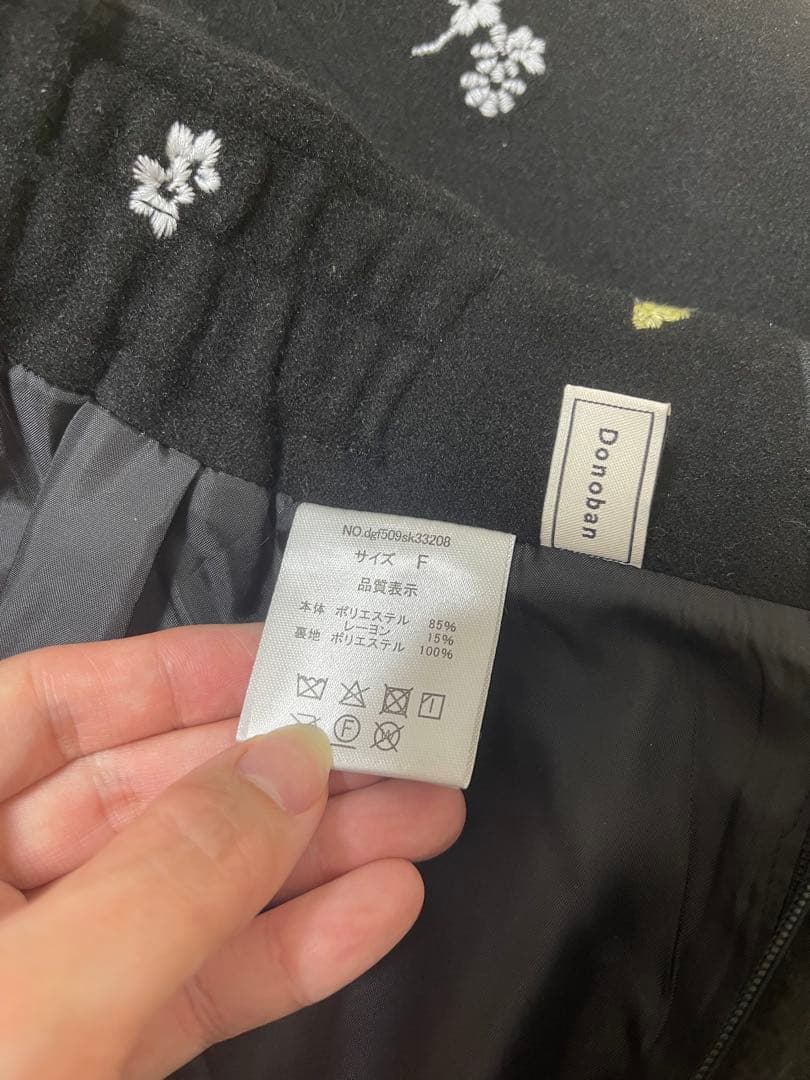 NO.dgf509sk33208
サイズ F
品質表示
本体 ポリエステル 85%
レーヨン 15%
裏地 ポリエステル 100%
F
W
Donoban